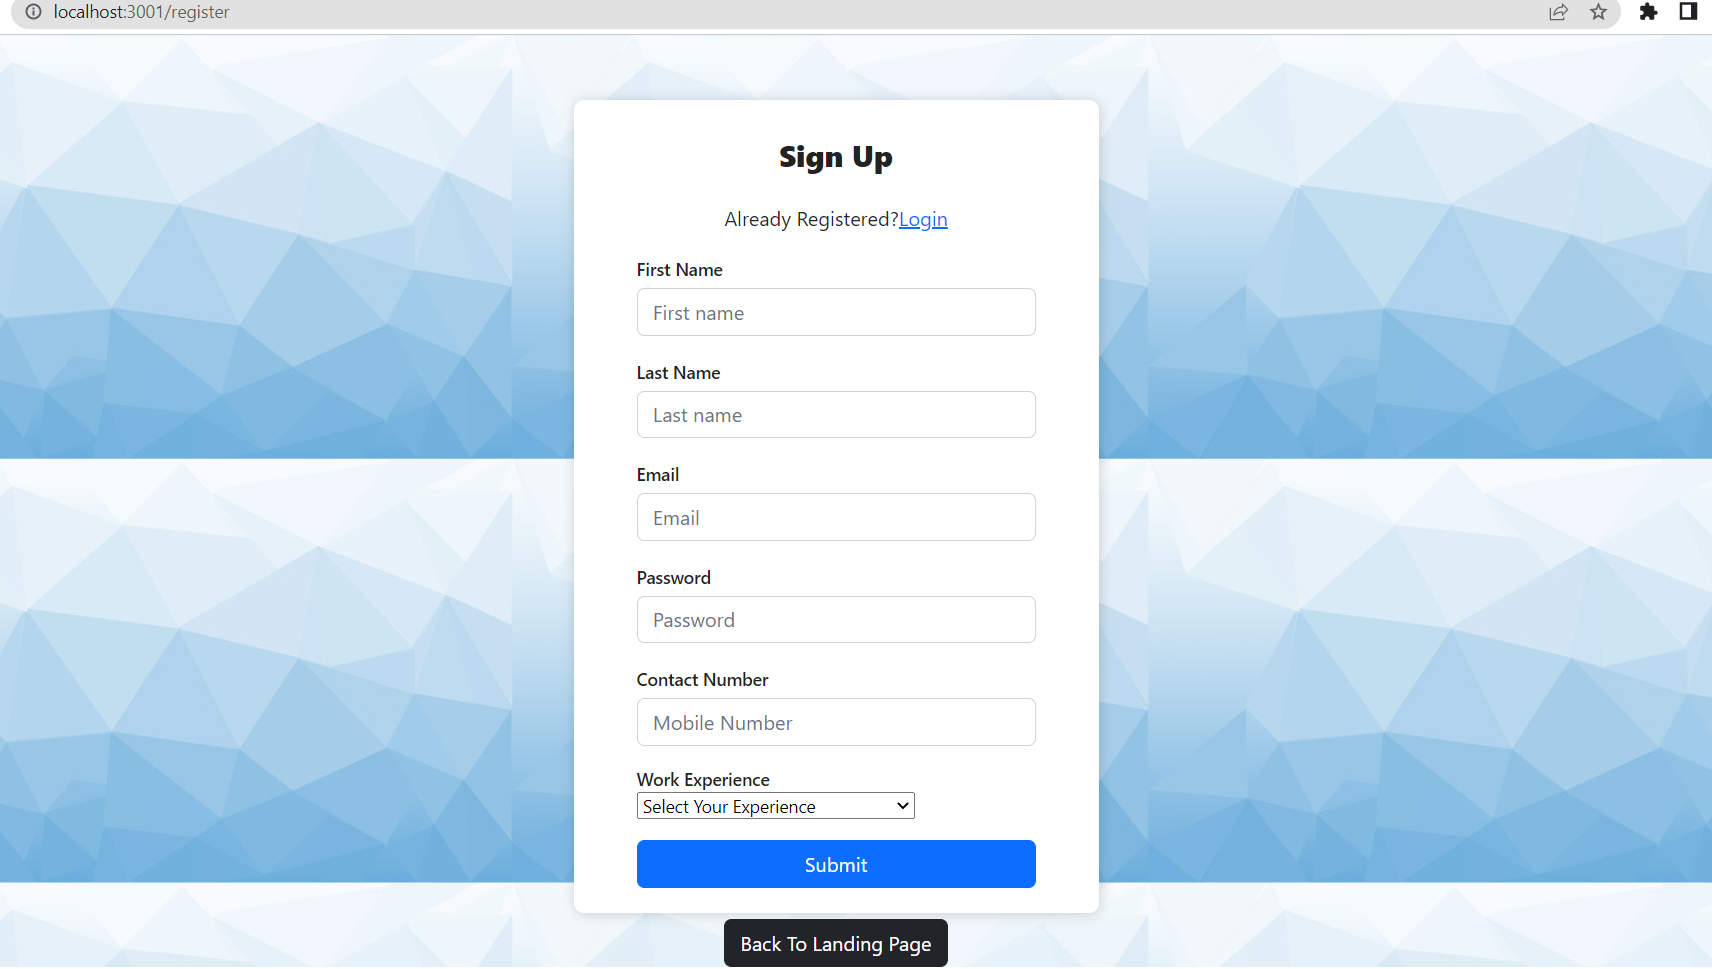 localhost:3001/register
Sign Up
Already Registered?Login
First Name
First name
Last Name
Last name
Email
Email
Password
Password
Contact Number
Mobile Number
Work Experience
Select Your Experience
Submit
Back To Landing Page